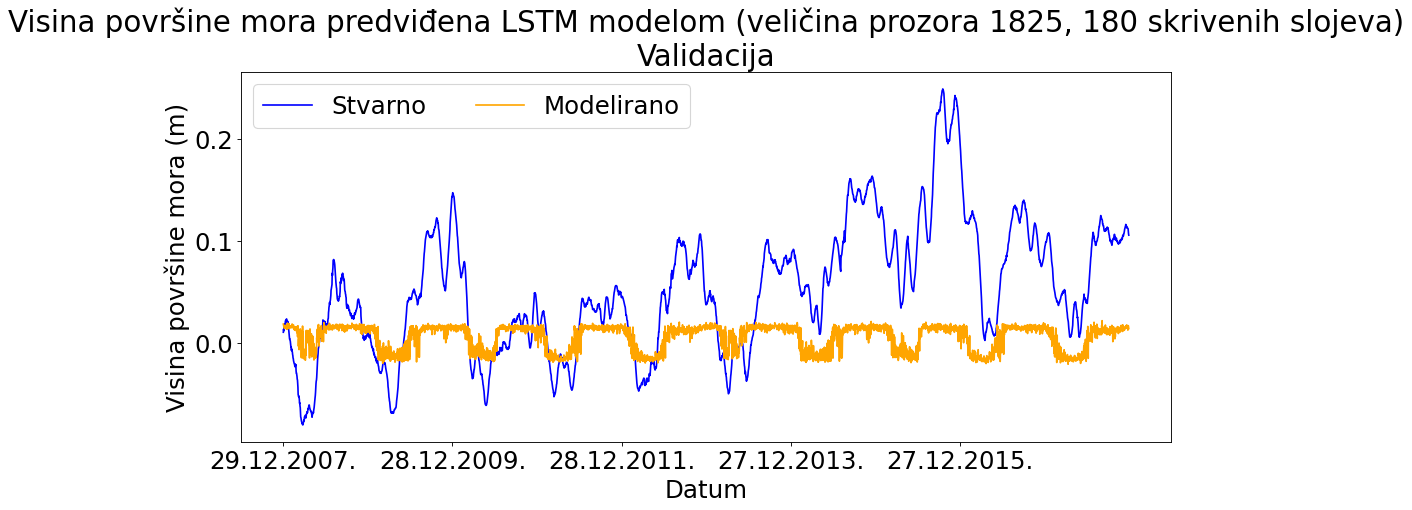 Visina površine mora predviđena LSTM modelom (veličina prozora 1825, 180 skrivenih slojeva)
Validacija
Stvarno Modelirano
Visina površine mora (m)
0.2
0.1
0.0
29.12.2007. 28.12.2009. 28.12.2011. 27.12.2013. 27.12.2015.
Datum